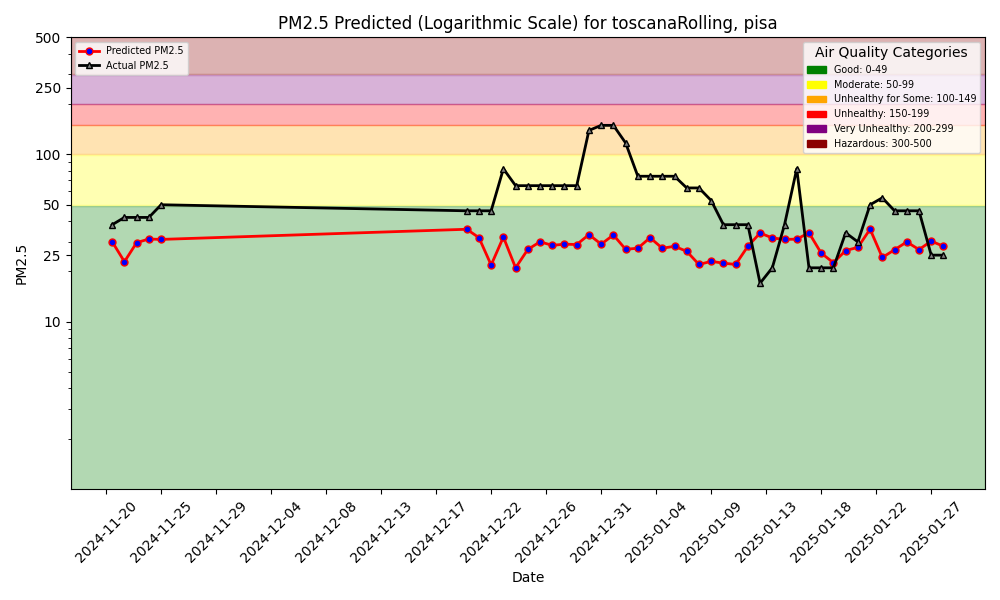 PM2.5 Predicted (Logarithmic Scale) for toscanaRolling, pisa
Predicted PM2.5
Actual PM2.5
Air Quality Categories
Good: 0-49
Moderate: 50-99
Unhealthy for Some: 100-149
Unhealthy: 150-199
Very Unhealthy: 200-299
Hazardous: 300-500
PM2.5
500
250
100
50
25
10
2024-11-20
2024-11-25
2024-11-29
2024-12-04
2024-12-08
2024-12-13
2024-12-17
2024-12-22
2024-12-26
2024-12-31
2025-01-04
2025-01-09
2025-01-13
2025-01-18
2025-01-22
2025-01-27
Date